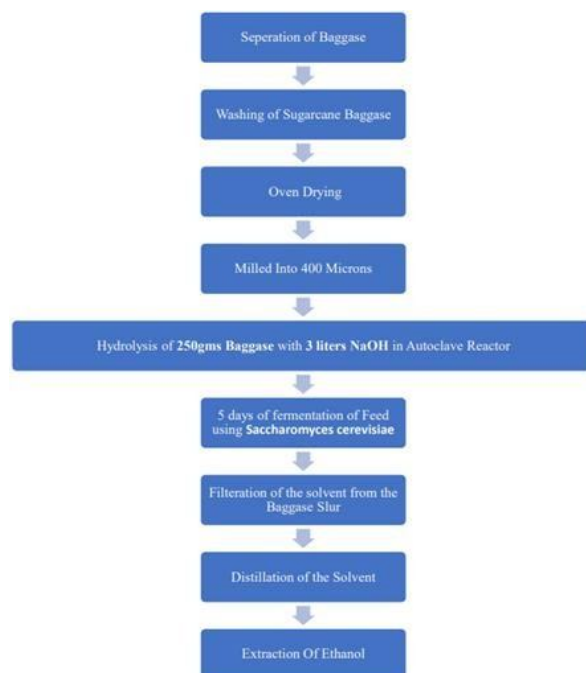 Seperation of Baggase
Washing of Sugarcane Baggase
Oven Drying
Milled Into 400 Microns
Hydrolysis of 250gms Baggase with 3 liters NaOH in Autoclave Reactor
5 days of fermentation of Feed
using Saccharomyces cerevisiae
Filteration of the solvent from the
Baggase Slur
Distillation of the Solvent
Extraction Of Ethanol